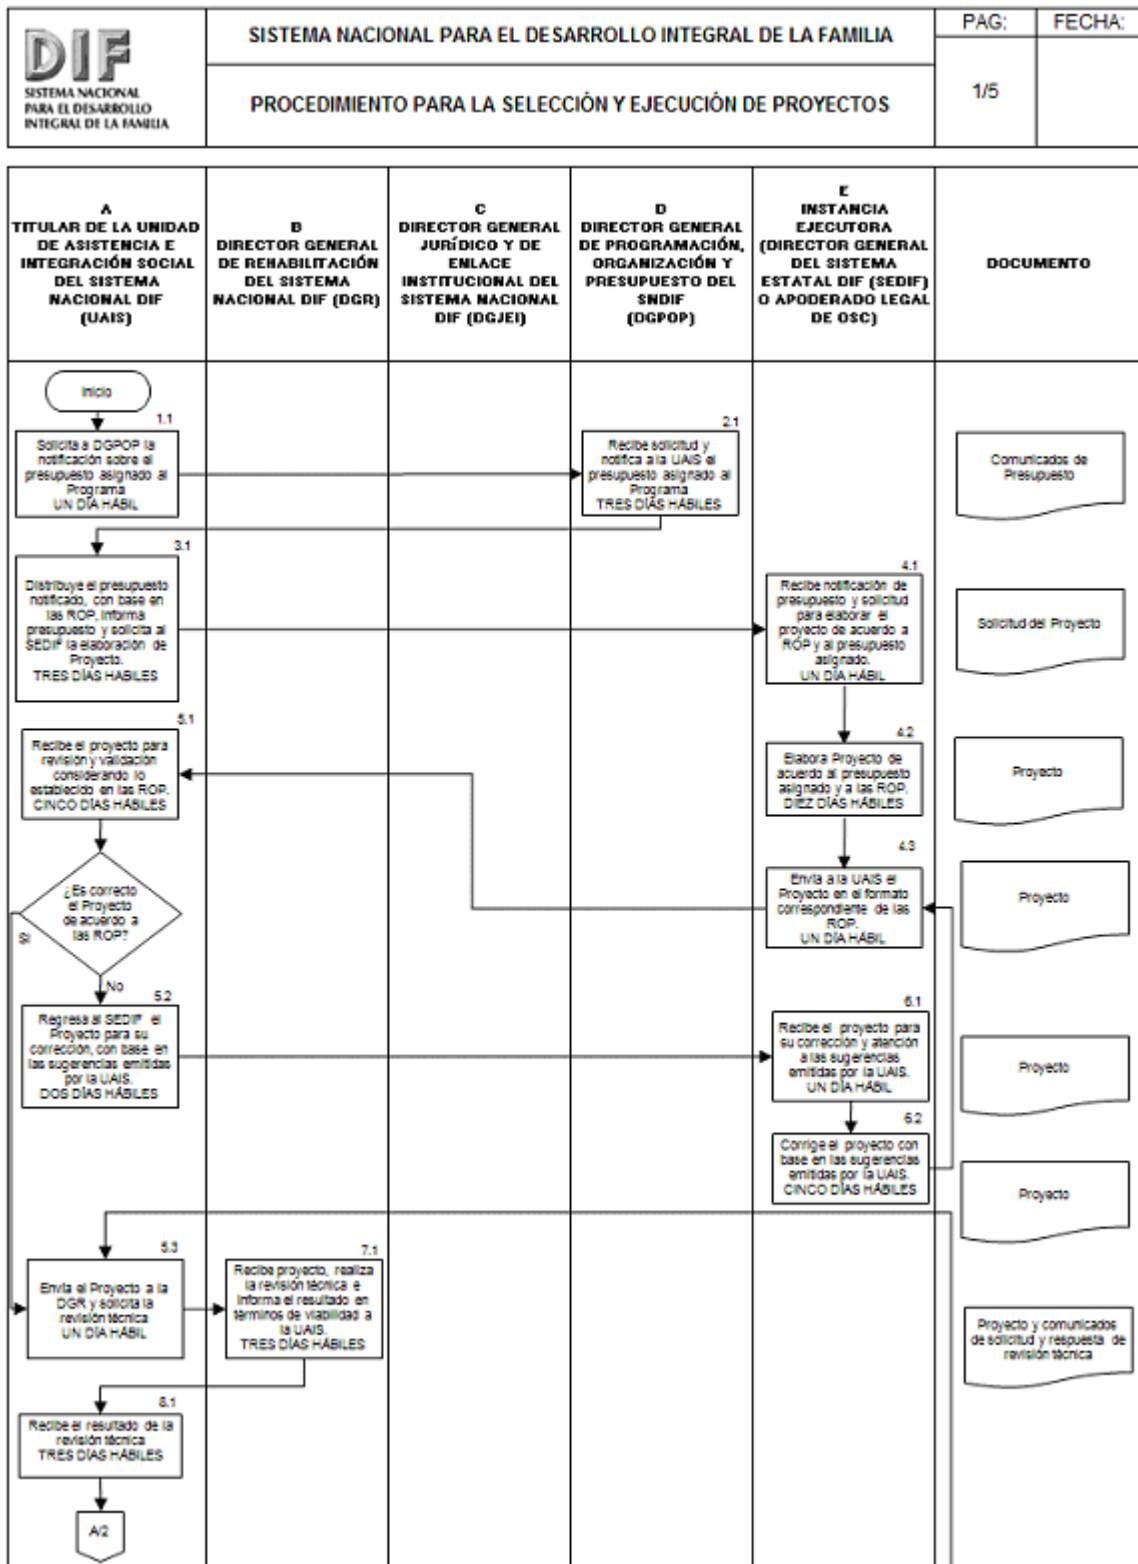 DIF
SISTEMA NACIONAL
PARA EL DESARROLLO
INTEGRAL DE LA FAMILIA
SISTEMA NACIONAL PARA EL DESARROLLO INTEGRAL DE LA FAMILIA
PROCEDIMIENTO PARA LA SELECCIÓN Y EJECUCIÓN DE PROYECTOS
PAG:
FECHA:
1/5
A
TITULAR DE LA UNIDAD
DE ASISTENCIA E
INTEGRACIÓN SOCIAL
DEL SISTEMA
NACIONAL DIF
(UAIS)
B
DIRECTOR GENERAL
DE REHABILITACIÓN
DEL SISTEMA
NACIONAL DIF (DGR)
C
DIRECTOR GENERAL
JURÍDICO Y DE
ENLACE
INSTITUCIONAL DEL
SISTEMA NACIONAL
DIF (DGJEI)
D
DIRECTOR GENERAL
DE PROGRAMACIÓN,
ORGANIZACIÓN Y
PRESUPUESTO DEL
SNDIF
(DGPOP)
E
INSTANCIA
EJECUTORA
(DIRECTOR GENERAL
DEL SISTEMA
ESTATAL DIF (SEDIF)
O APODERADO LEGAL
DE OSC)
DOCUMENTO
Inicio
1.1
Solicita a DGPOP la
notificación sobre el
presupuesto asignado al
Programa
UN DÍA HÁBIL
2.1
Recibe solicitud y
notifica a la UAIS el
presupuesto asignado al
Programa
TRES DÍAS HÁBILES
Comunicados de
Presupuesto
3.1
Distribuye el presupuesto
notificado, con base en
las ROP, informa
presupuesto y solicita al
SEDIF la elaboración de
Proyecto.
TRES DÍAS HABILES
4.1
Recibe notificación de
presupuesto y solicitud
para elaborar el
proyecto de acuerdo a
ROP y al presupuesto
asignado.
UN DÍA HÁBIL
Solicitud del Proyecto
5.1
Recibe el proyecto para
revisión y validación
considerando lo
establecido en las ROP.
CINCO DÍAS HÁBILES
4.2
Elabora Proyecto de
acuerdo al presupuesto
asignado y a las ROP.
DIEZ DÍAS HÁBILES
Proyecto
¿Es correcto
el Proyecto
de acuerdo a
las ROP?
SI
No
4.3
Envía a la UAIS el
Proyecto en el formato
correspondiente de las
ROP.
UN DÍA HÁBIL
Proyecto
5.2
Regresa al SEDIF el
Proyecto para su
corrección, con base en
las sugerencias emitidas
por la UAIS.
DOS DÍAS HÁBILES
6.1
Recibe el proyecto para
su corrección y atención
a las sugerencias
emitidas por la UAIS.
UN DÍA HÁBIL
Proyecto
6.2
Corrige el proyecto con
base en las sugerencias
emitidas por la UAIS.
CINCO DÍAS HÁBILES
Proyecto
5.3
Envía el Proyecto a la
DGR y solicita la
revisión técnica
UN DÍA HÁBIL
7.1
Recibe proyecto, realiza
la revisión técnica e
informa el resultado en
términos de viabilidad a
la UAIS.
TRES DÍAS HÁBILES
Proyecto y comunicados
de solicitud y respuesta de
revisión técnica
8.1
Recibe el resultado de la
revisión técnica
TRES DÍAS HÁBILES
A/2